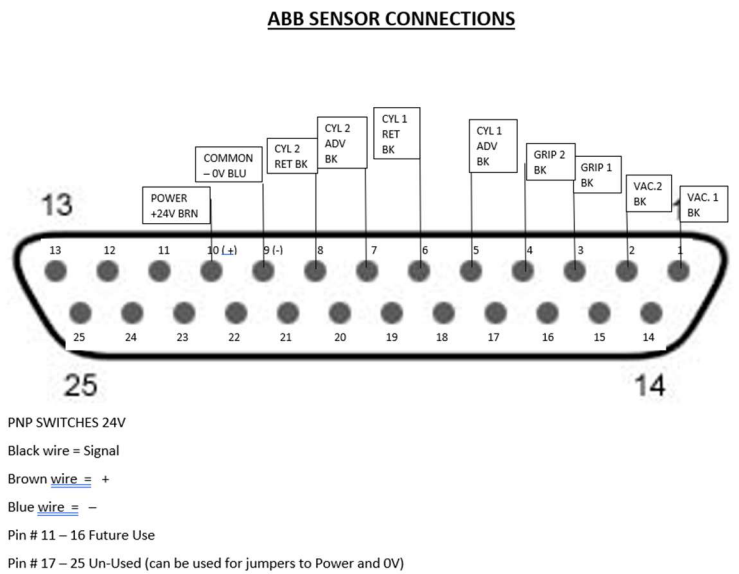 ABB SENSOR CONNECTIONS
CYL 1
RET
BK
CYL 2
ADV
BK
CYL 1
ADV
BK
CYL 2
RET BK
COMMON
– 0V BLU
GRIP 2
BK
GRIP 1
BK
POWER
+24V BRN
VAC.2
BK
VAC. 1
BK
13
13 12 11 10 (+) 9 (-) 8 7 6 5 4 3 2 1
25 24 23 22 21 20 19 18 17 16 15 14
25 14
PNP SWITCHES 24V
Black wire = Signal
Brown wire = +
Blue wire = –
Pin # 11 – 16 Future Use
Pin # 17 – 25 Un-Used (can be used for jumpers to Power and 0V)